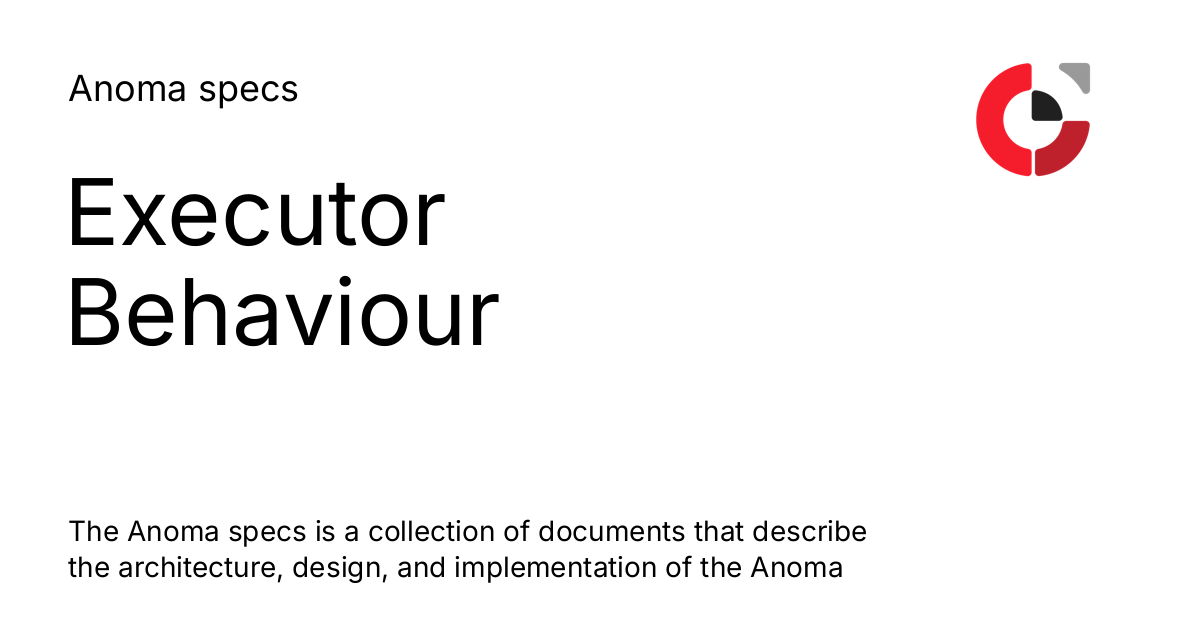 Anoma specs
Executor
Behaviour
The Anoma specs is a collection of documents that describe
the architecture, design, and implementation of the Anoma